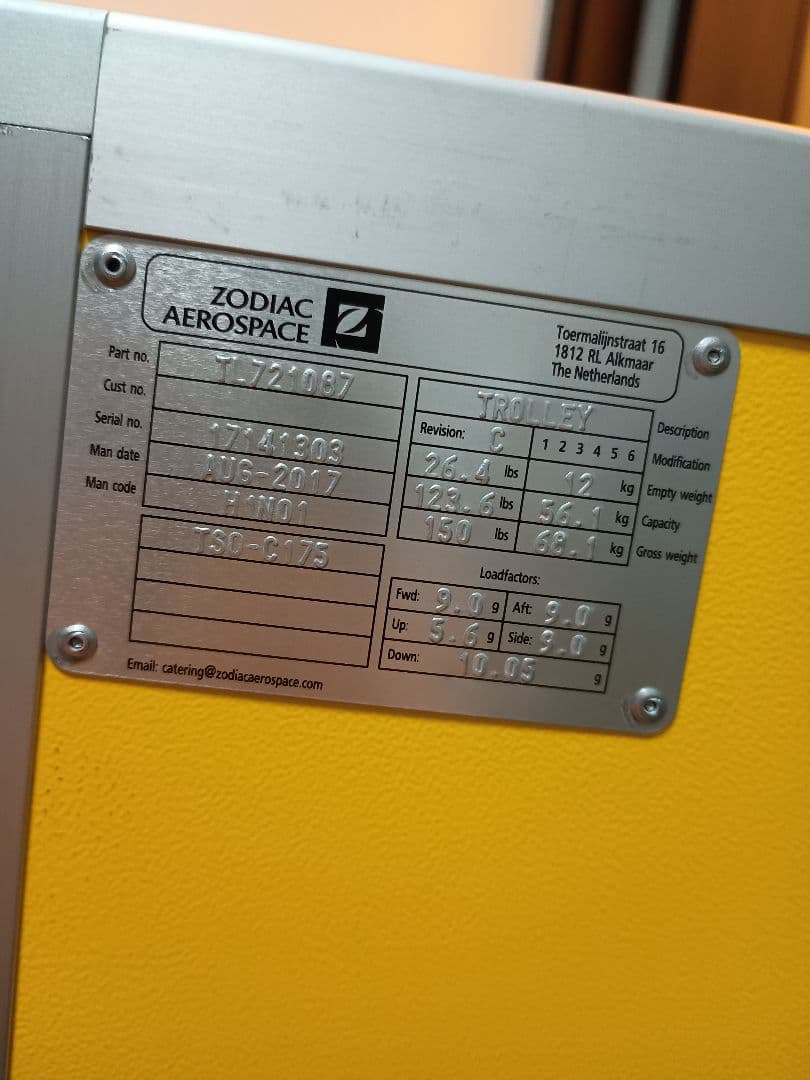 ZODIAC
AEROSPACE
Toermalijnstraat 16
1812 RL Alkmaar
The Netherlands
Part no. TL721087
Cust no.
Serial no. 17141303
Man date AUG-2017
Man code H1N01
TSO-C175
TROLLEY Description
Revision: C 1 2 3 4 5 6 Modification
26.4 lbs 12 kg Empty weight
123.6 lbs 56.1 kg Capacity
150 lbs 68.1 kg Gross weight
Loadfactors:
Fwd: 9.0 g Aft: 9.0 g
Up: 5.6 g Side: 9.0 g
Down: 10.05 g
Email: catering@zodiacaerospace.com